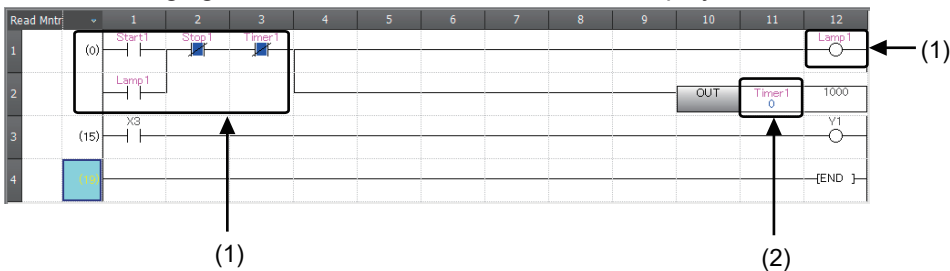 Read Mntr 1 2 3 4 5 6 7 8 9 10 11 12
1 (0) Start1 Stop1 Timer1 Lamp1 (1)
2 Lamp1 OUT Timer1 0 1000
3 (15) X3 Y1
4 (19) [END ]
(1) (2)